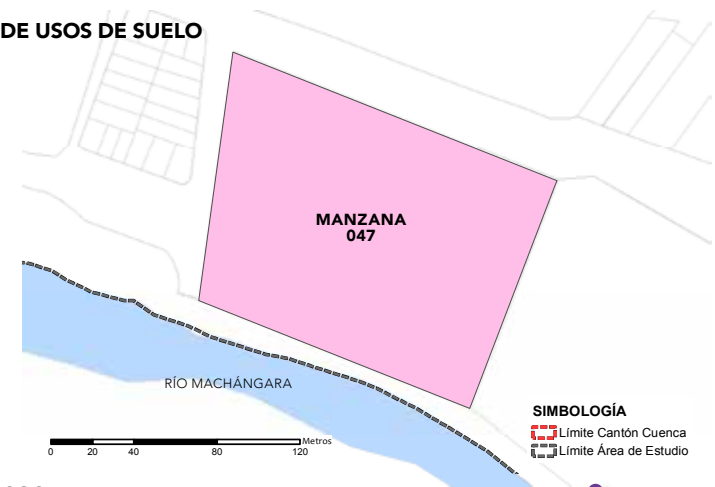 DE USOS DE SUELO
MANZANA
047
RÍO MACHÁNGARA
SIMBOLOGÍA
Límite Cantón Cuenca
Límite Área de Estudio
Metros
0 20 40 80 120